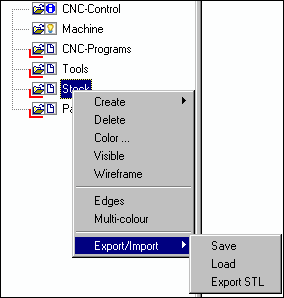 CNC-Control
Machine
CNC-Programs
Tools
Stock
Create
Delete
Color ...
Visible
Wireframe
Edges
Multi-colour
Export/Import
Save
Load
Export STL